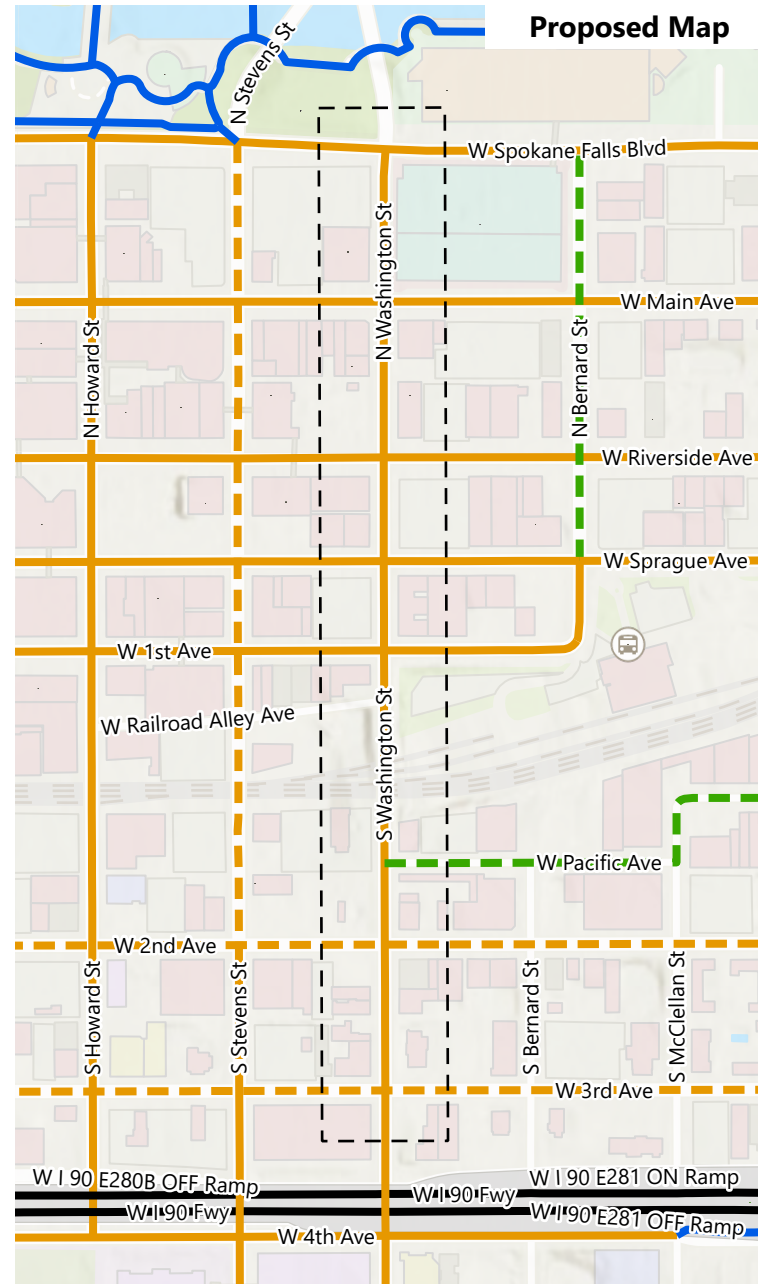 Proposed Map
N Stevens St
W Spokane Falls Blvd
N Washington St
W Main Ave
N Howard St
N Bernard St
W Riverside Ave
W Sprague Ave
W 1st Ave
W Railroad Alley Ave
S Washington St
W Pacific Ave
W 2nd Ave
S Howard St
S Stevens St
S Bernard St
S McClellan St
W 3rd Ave
W I 90 E280B OFF Ramp
W I 90 E281 ON Ramp
W I 90 Fwy
W I 90 Fwy
W I 90 E281 OFF Ramp
W 4th Ave